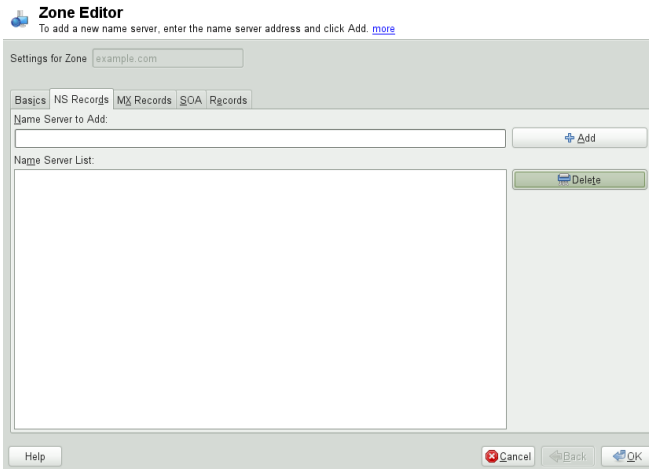 Zone Editor
To add a new name server, enter the name server address and click Add. more
Settings for Zone example.com
Basics NS Records MX Records SOA Records
Name Server to Add:
Add
Name Server List:
Delete
Help Cancel Back OK